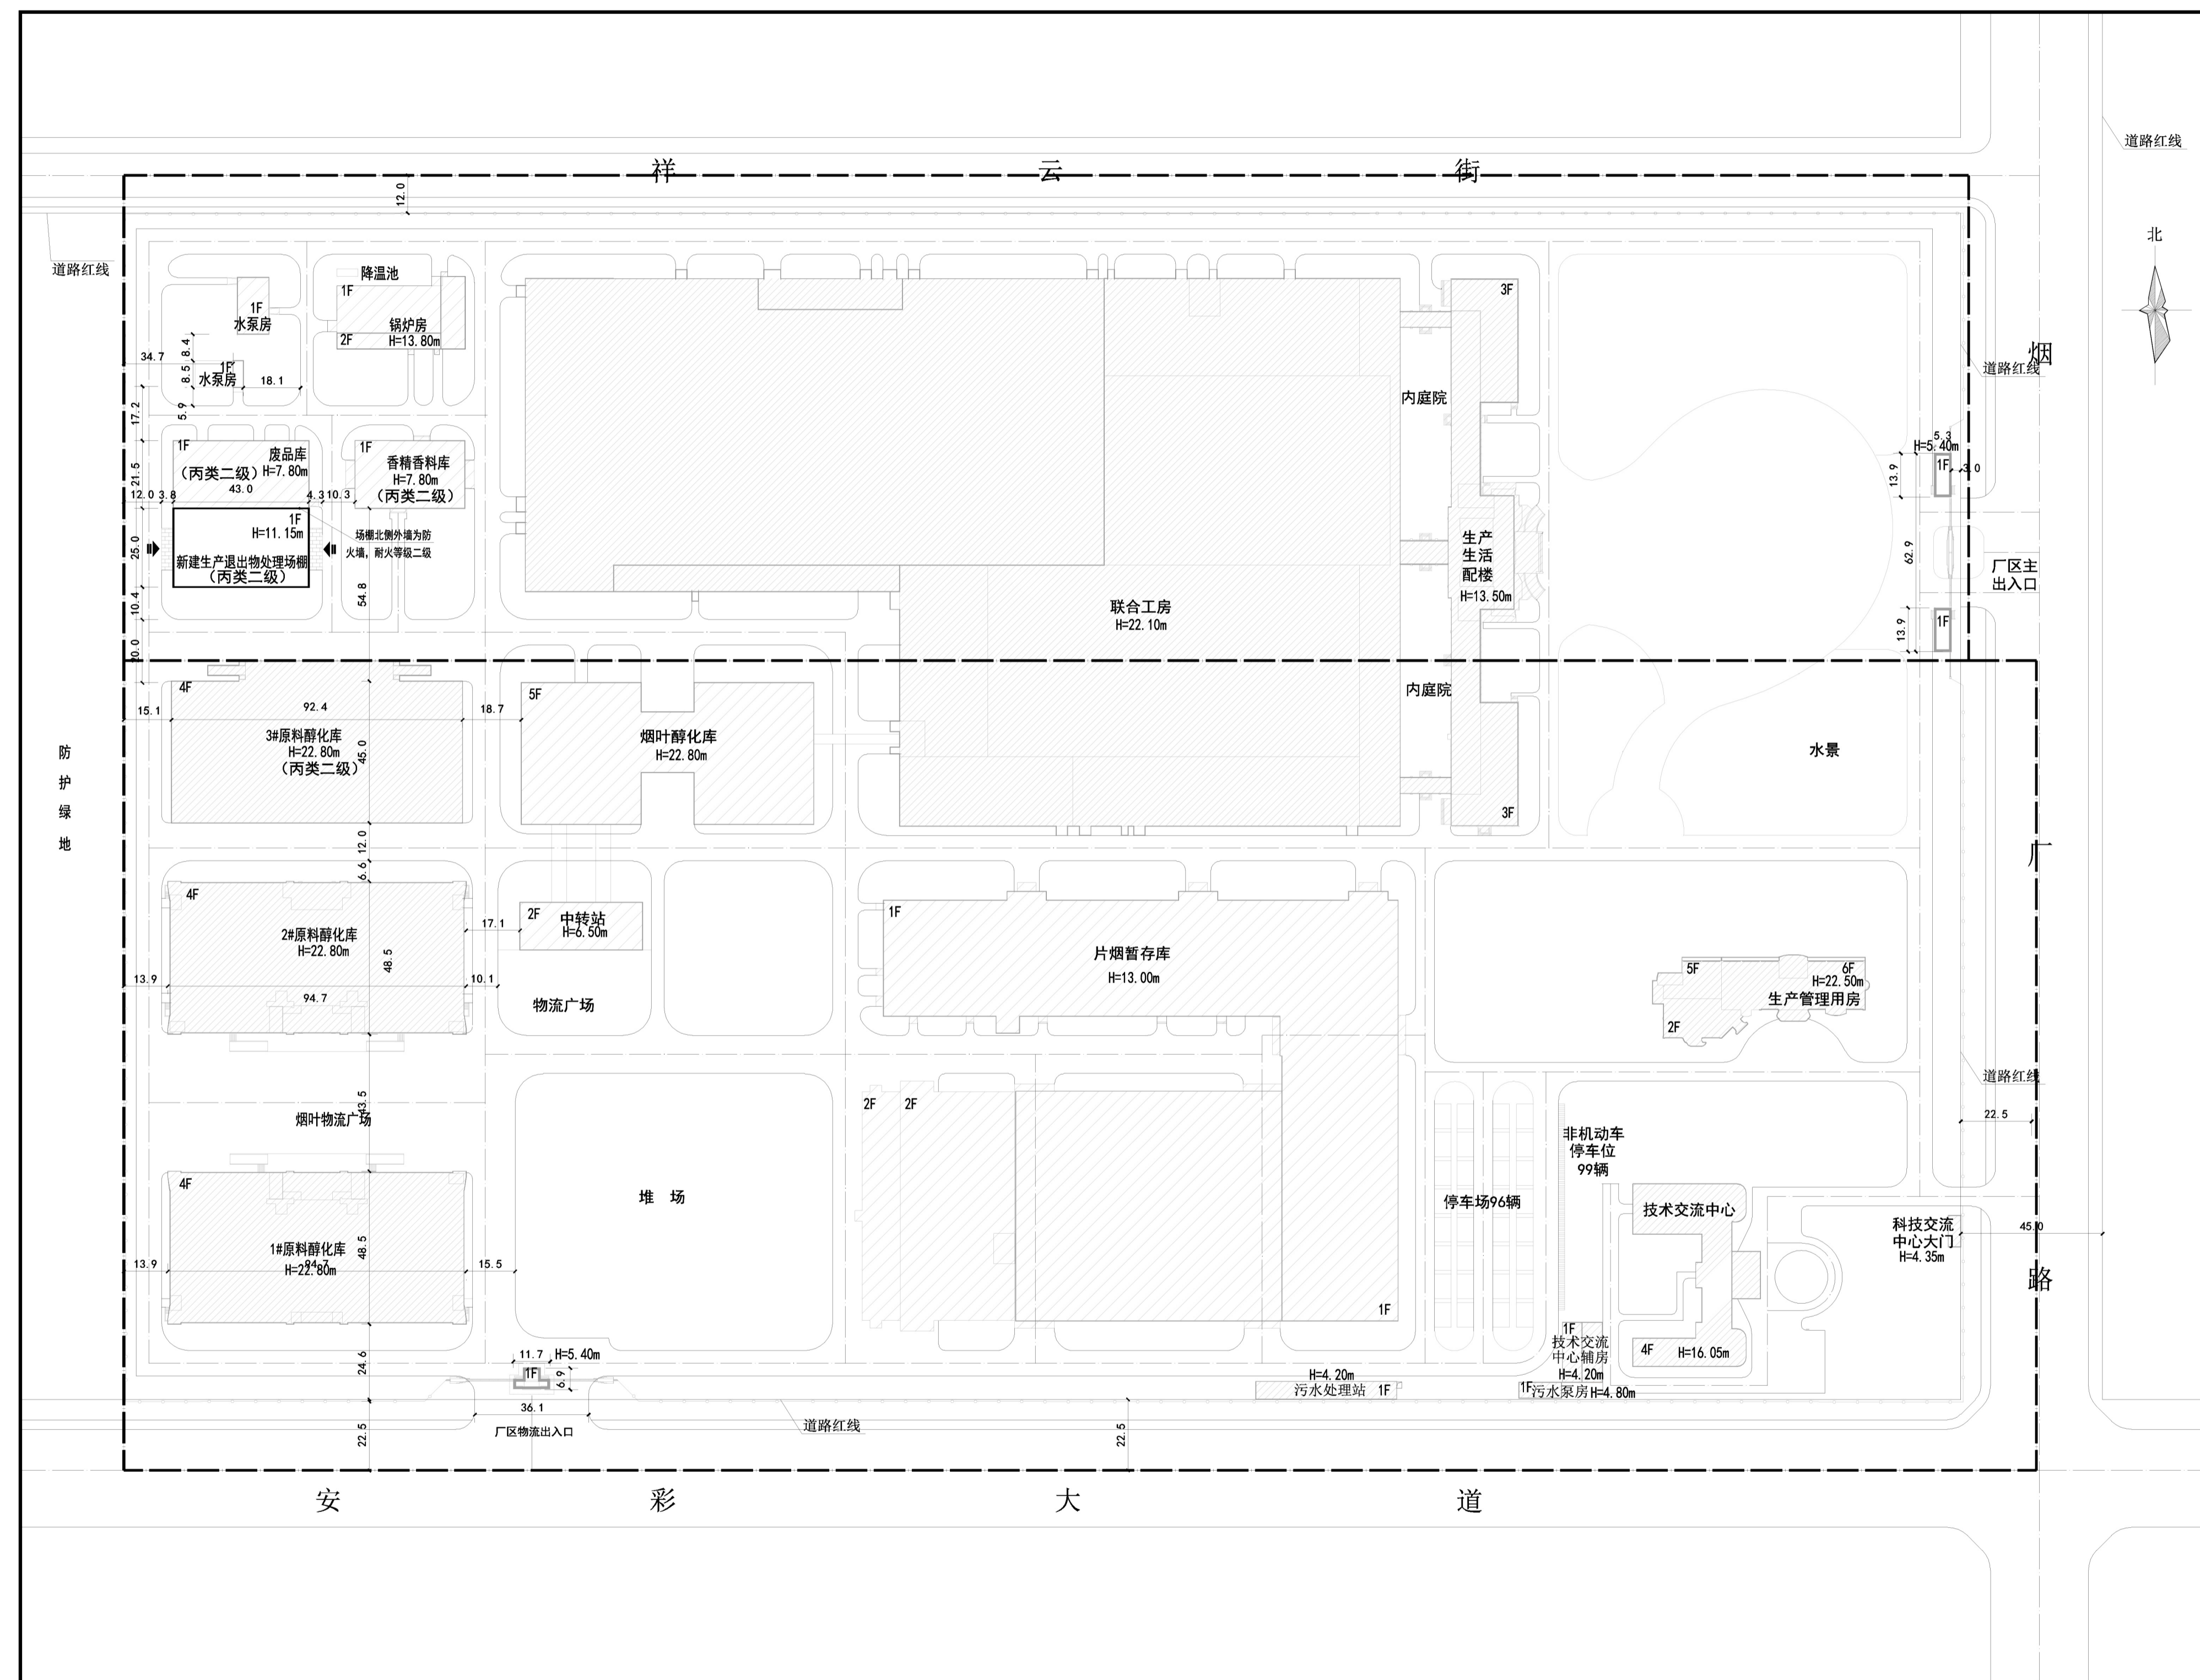 祥 云 街
道路红线
12.0
北
道路红线
降温池
1F
锅炉房
2F
H=13.80m
1F
水泵房
1F
水泵房
34.7
8.4
8.5
18.1
5.9
17.2
21.5
3F
内庭院
烟
道路红线
1F
废品库
(丙类二级)
H=7.80m
43.0
1F
香精香料库
H=7.80m
(丙类二级)
12.0
3.8
4.3
10.3
1F
H=11.15m
新建生产退出物处理场棚
(丙类二级)
场棚北侧外墙为防
火墙，耐火等级二级
25.0
10.4
20.0
54.8
5.3
H=5.40m
1F
3.0
13.9
62.9
厂区主
出入口
1F
13.9
生产
生活
配楼
H=13.50m
联合工房
H=22.10m
4F
15.1
92.4
18.7
3#原料醇化库
H=22.80m
(丙类二级)
45.0
5F
烟叶醇化库
H=22.80m
内庭院
3F
水景
防
护
绿
地
12.0
6.6
厂
4F
2#原料醇化库
H=22.80m
48.5
13.9
94.7
10.1
17.1
2F
中转站
H=6.50m
物流广场
1F
片烟暂存库
H=13.00m
5F
6F
H=22.50m
生产管理用房
2F
43.5
烟叶物流广场
2F
2F
道路红线
22.5
非机动车
停车位
99辆
4F
1#原料醇化库
94.7
H=22.80m
48.5
13.9
15.5
堆 场
停车场96辆
技术交流中心
科技交流
中心大门
H=4.35m
45.0
路
1F
1F
技术交流
中心辅房
H=4.20m
4F
H=16.05m
24.6
11.7
H=5.40m
1F
6.9
H=4.20m
污水处理站 1F
1F污水泵房H=4.80m
36.1
厂区物流出入口
道路红线
22.5
22.5
安 彩 大 道